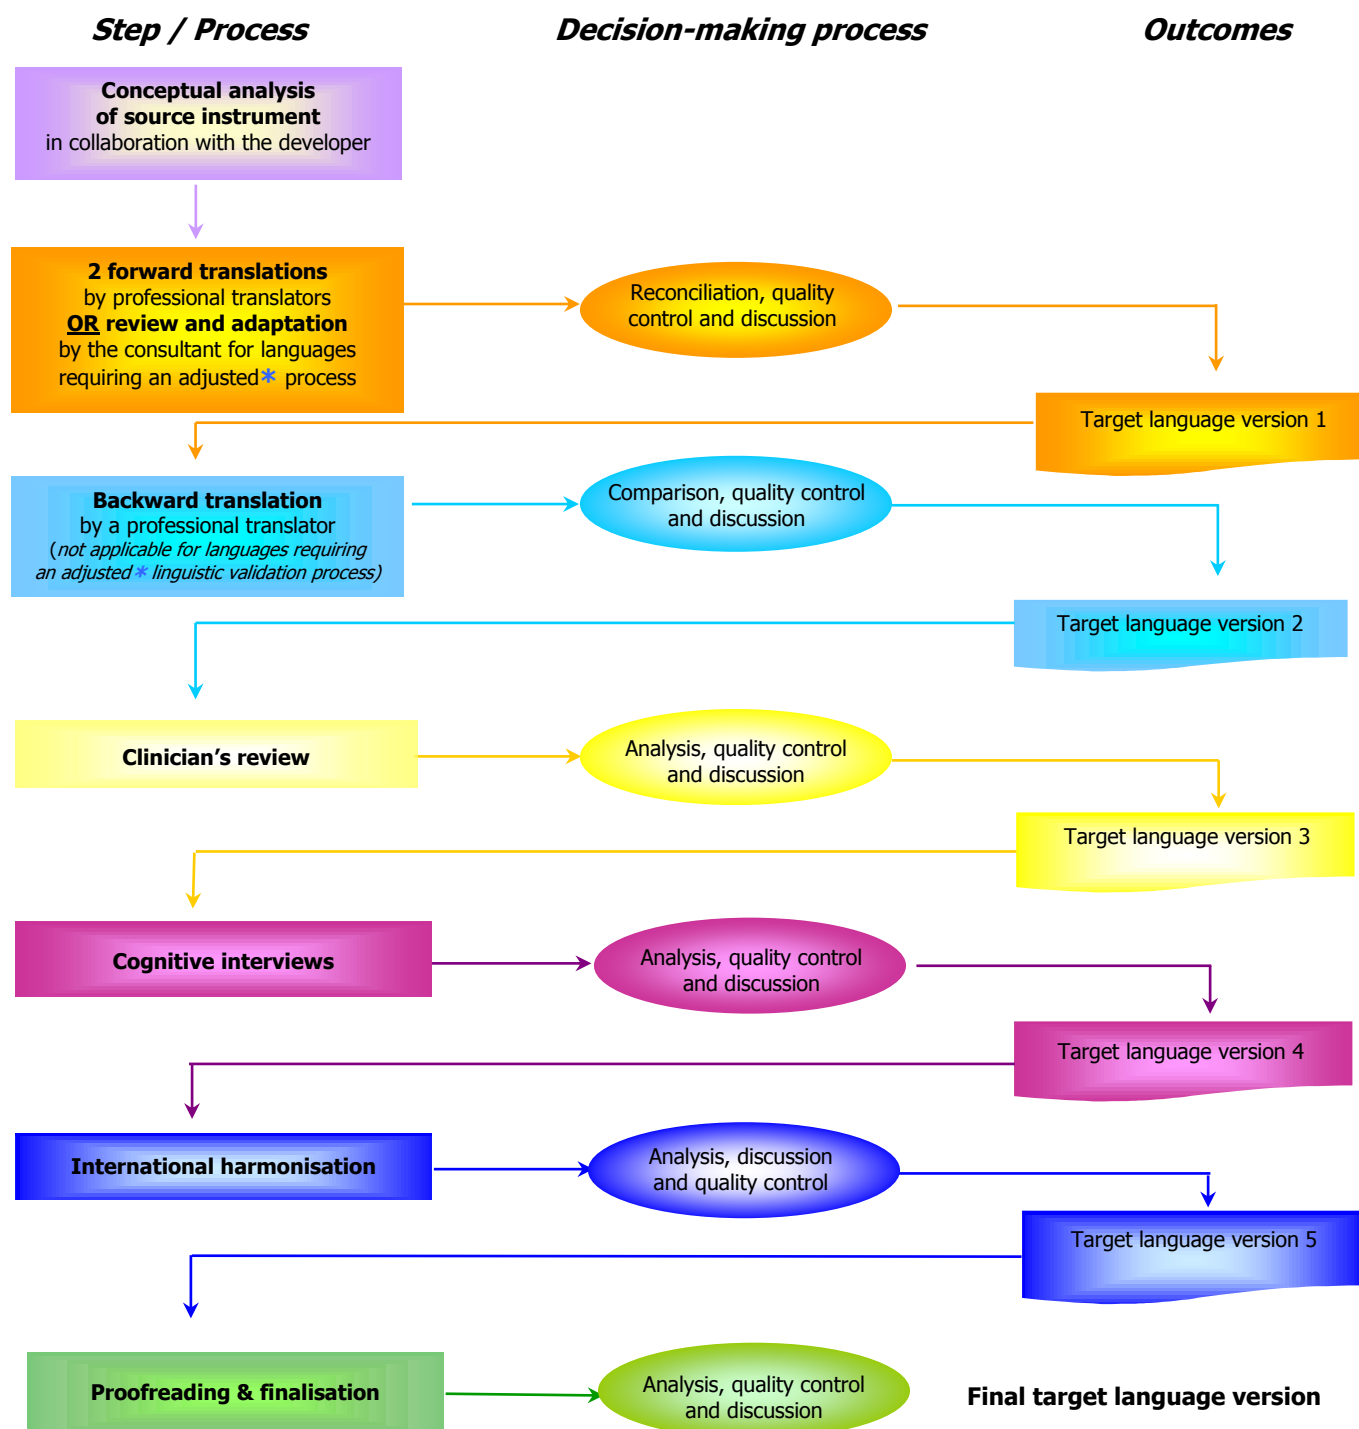 Step / Process
Decision-making process
Outcomes
Conceptual analysis
of source instrument
in collaboration with the developer
2 forward translations
by professional translators
OR review and adaptation
by the consultant for languages
requiring an adjusted* process
Reconciliation, quality
control and discussion
Target language version 1
Backward translation
by a professional translator
(not applicable for languages requiring
an adjusted* linguistic validation process)
Comparison, quality control
and discussion
Target language version 2
Clinician's review
Analysis, quality control
and discussion
Target language version 3
Cognitive interviews
Analysis, quality control
and discussion
Target language version 4
International harmonisation
Analysis, discussion
and quality control
Target language version 5
Proofreading & finalisation
Analysis, quality control
and discussion
Final target language version